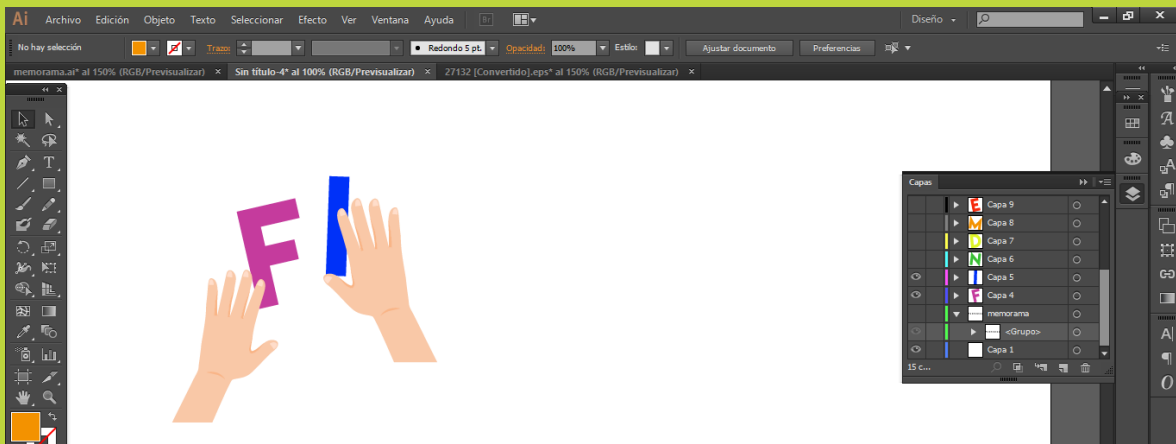 Ai Archivo Edición Objeto Texto Seleccionar Efecto Ver Ventana Ayuda Br Diseño
No hay selección Trazo: Redondo 5 pt. Opacidad: 100% Estilo: Ajustar documento Preferencias
memorama.ai* al 150% (RGB/Previsualizar) × Sin título-4* al 100% (RGB/Previsualizar) × 27132 [Convertido].eps* al 150% (RGB/Previsualizar) ×
F I
Capas
E Capa 9
M Capa 8
D Capa 7
N Capa 6
I Capa 5
F Capa 4
memorama
<Grupo>
Capa 1
15 c...